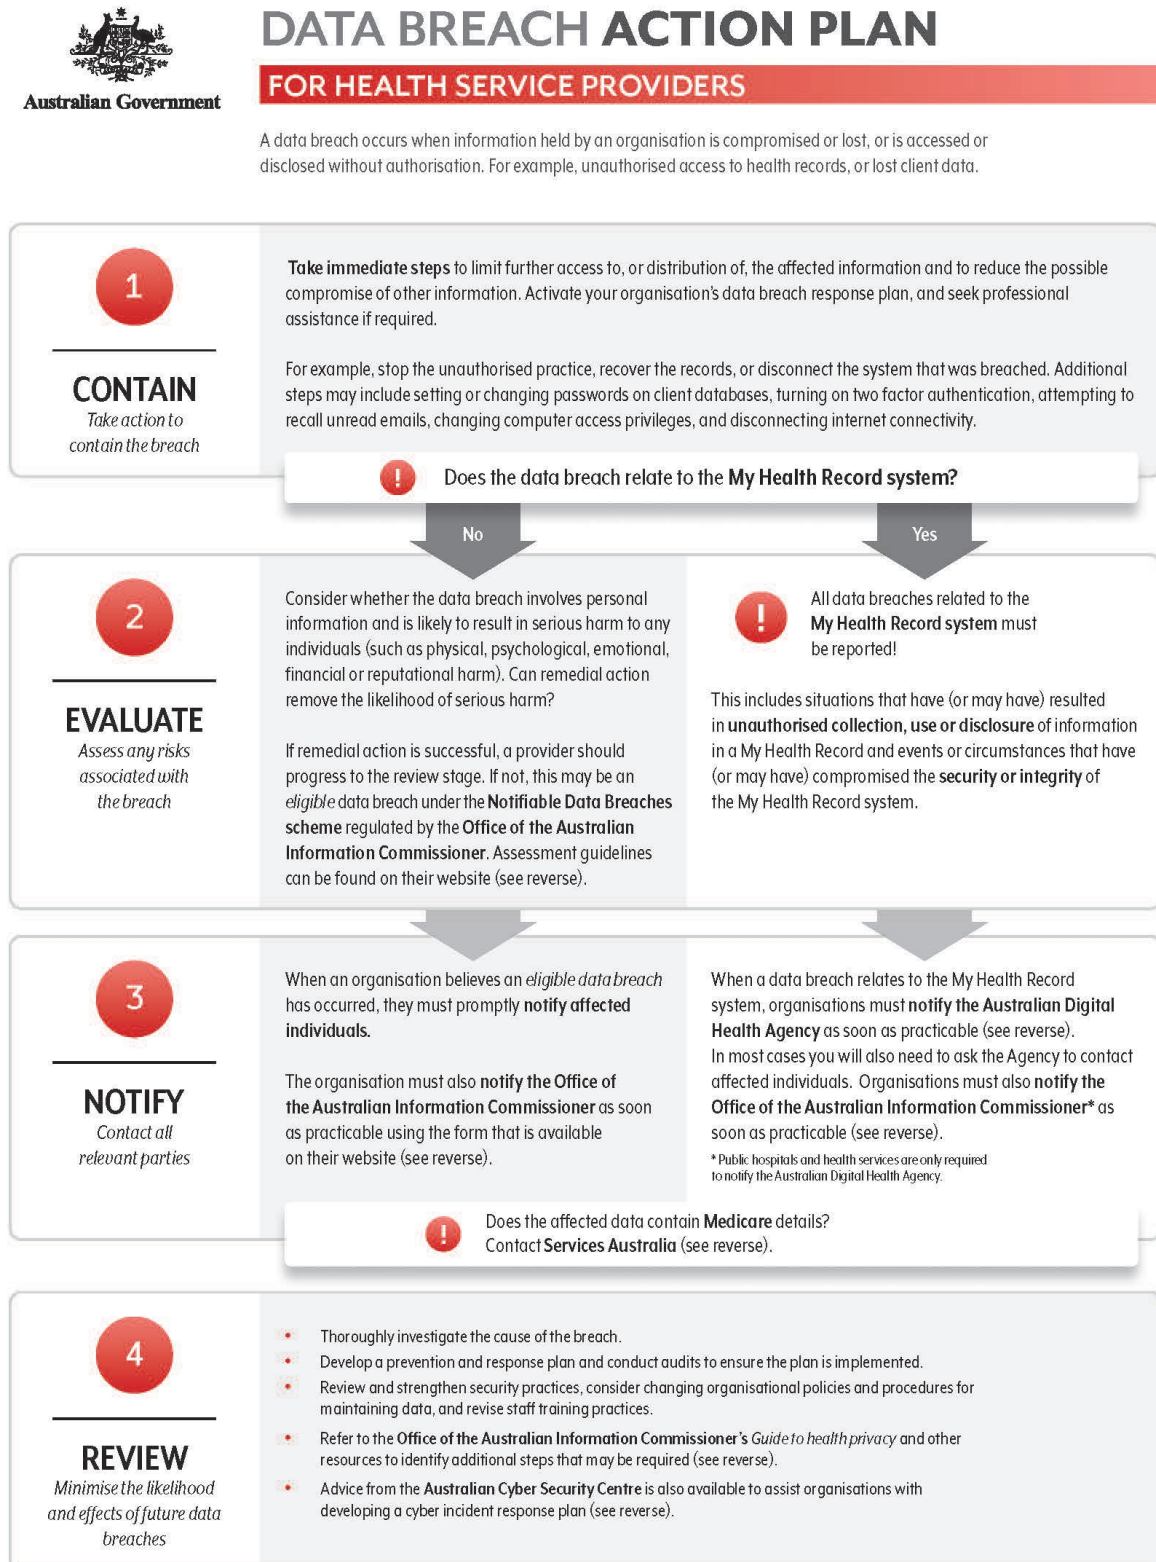 Australian Government
DATA BREACH ACTION PLAN
FOR HEALTH SERVICE PROVIDERS
A data breach occurs when information held by an organisation is compromised or lost, or is accessed or
disclosed without authorisation. For example, unauthorised access to health records, or lost client data.
1
CONTAIN
Take action to
contain the breach
Take immediate steps to limit further access to, or distribution of, the affected information and to reduce the possible
compromise of other information. Activate your organisation's data breach response plan, and seek professional
assistance if required.
For example, stop the unauthorised practice, recover the records, or disconnect the system that was breached. Additional
steps may include setting or changing passwords on client databases, turning on two factor authentication, attempting to
recall unread emails, changing computer access privileges, and disconnecting internet connectivity.
! Does the data breach relate to the My Health Record system?
No
Yes
2
EVALUATE
Assess any risks
associated with
the breach
Consider whether the data breach involves personal
information and is likely to result in serious harm to any
individuals (such as physical, psychological, emotional,
financial or reputational harm). Can remedial action
remove the likelihood of serious harm?
If remedial action is successful, a provider should
progress to the review stage. If not, this may be an
eligible data breach under the Notifiable Data Breaches
scheme regulated by the Office of the Australian
Information Commissioner. Assessment guidelines
can be found on their website (see reverse).
!
All data breaches related to the
My Health Record system must
be reported!
This includes situations that have (or may have) resulted
in unauthorised collection, use or disclosure of information
in a My Health Record and events or circumstances that have
(or may have) compromised the security or integrity of
the My Health Record system.
3
NOTIFY
Contact all
relevant parties
When an organisation believes an eligible data breach
has occurred, they must promptly notify affected
individuals.
The organisation must also notify the Office of
the Australian Information Commissioner as soon
as practicable using the form that is available
on their website (see reverse).
When a data breach relates to the My Health Record
system, organisations must notify the Australian Digital
Health Agency as soon as practicable (see reverse).
In most cases you will also need to ask the Agency to contact
affected individuals. Organisations must also notify the
Office of the Australian Information Commissioner* as
soon as practicable (see reverse).
* Public hospitals and health services are only required
to notify the Australian Digital Health Agency.
!
Does the affected data contain Medicare details?
Contact Services Australia (see reverse).
4
REVIEW
Minimise the likelihood
and effects of future data
breaches
• Thoroughly investigate the cause of the breach.
• Develop a prevention and response plan and conduct audits to ensure the plan is implemented.
• Review and strengthen security practices, consider changing organisational policies and procedures for
maintaining data, and revise staff training practices.
• Refer to the Office of the Australian Information Commissioner's Guide to health privacy and other
resources to identify additional steps that may be required (see reverse).
• Advice from the Australian Cyber Security Centre is also available to assist organisations with
developing a cyber incident response plan (see reverse).